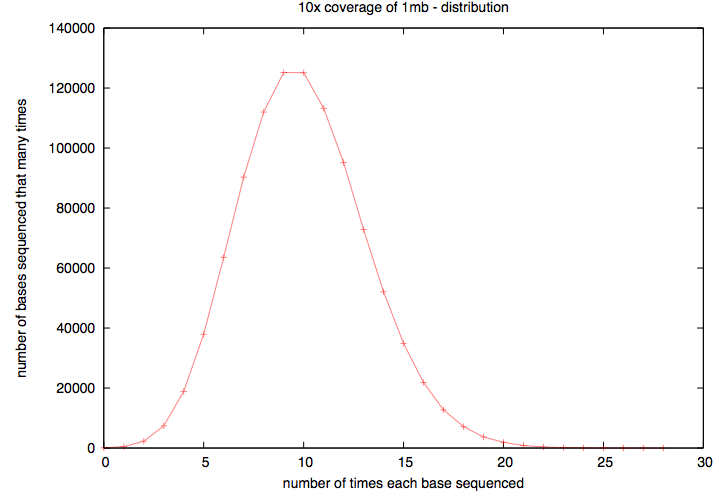 10x coverage of 1mb - distribution
140000
120000
100000
80000
60000
40000
20000
0
0 5 10 15 20 25 30
number of bases sequenced that many times
number of times each base sequenced